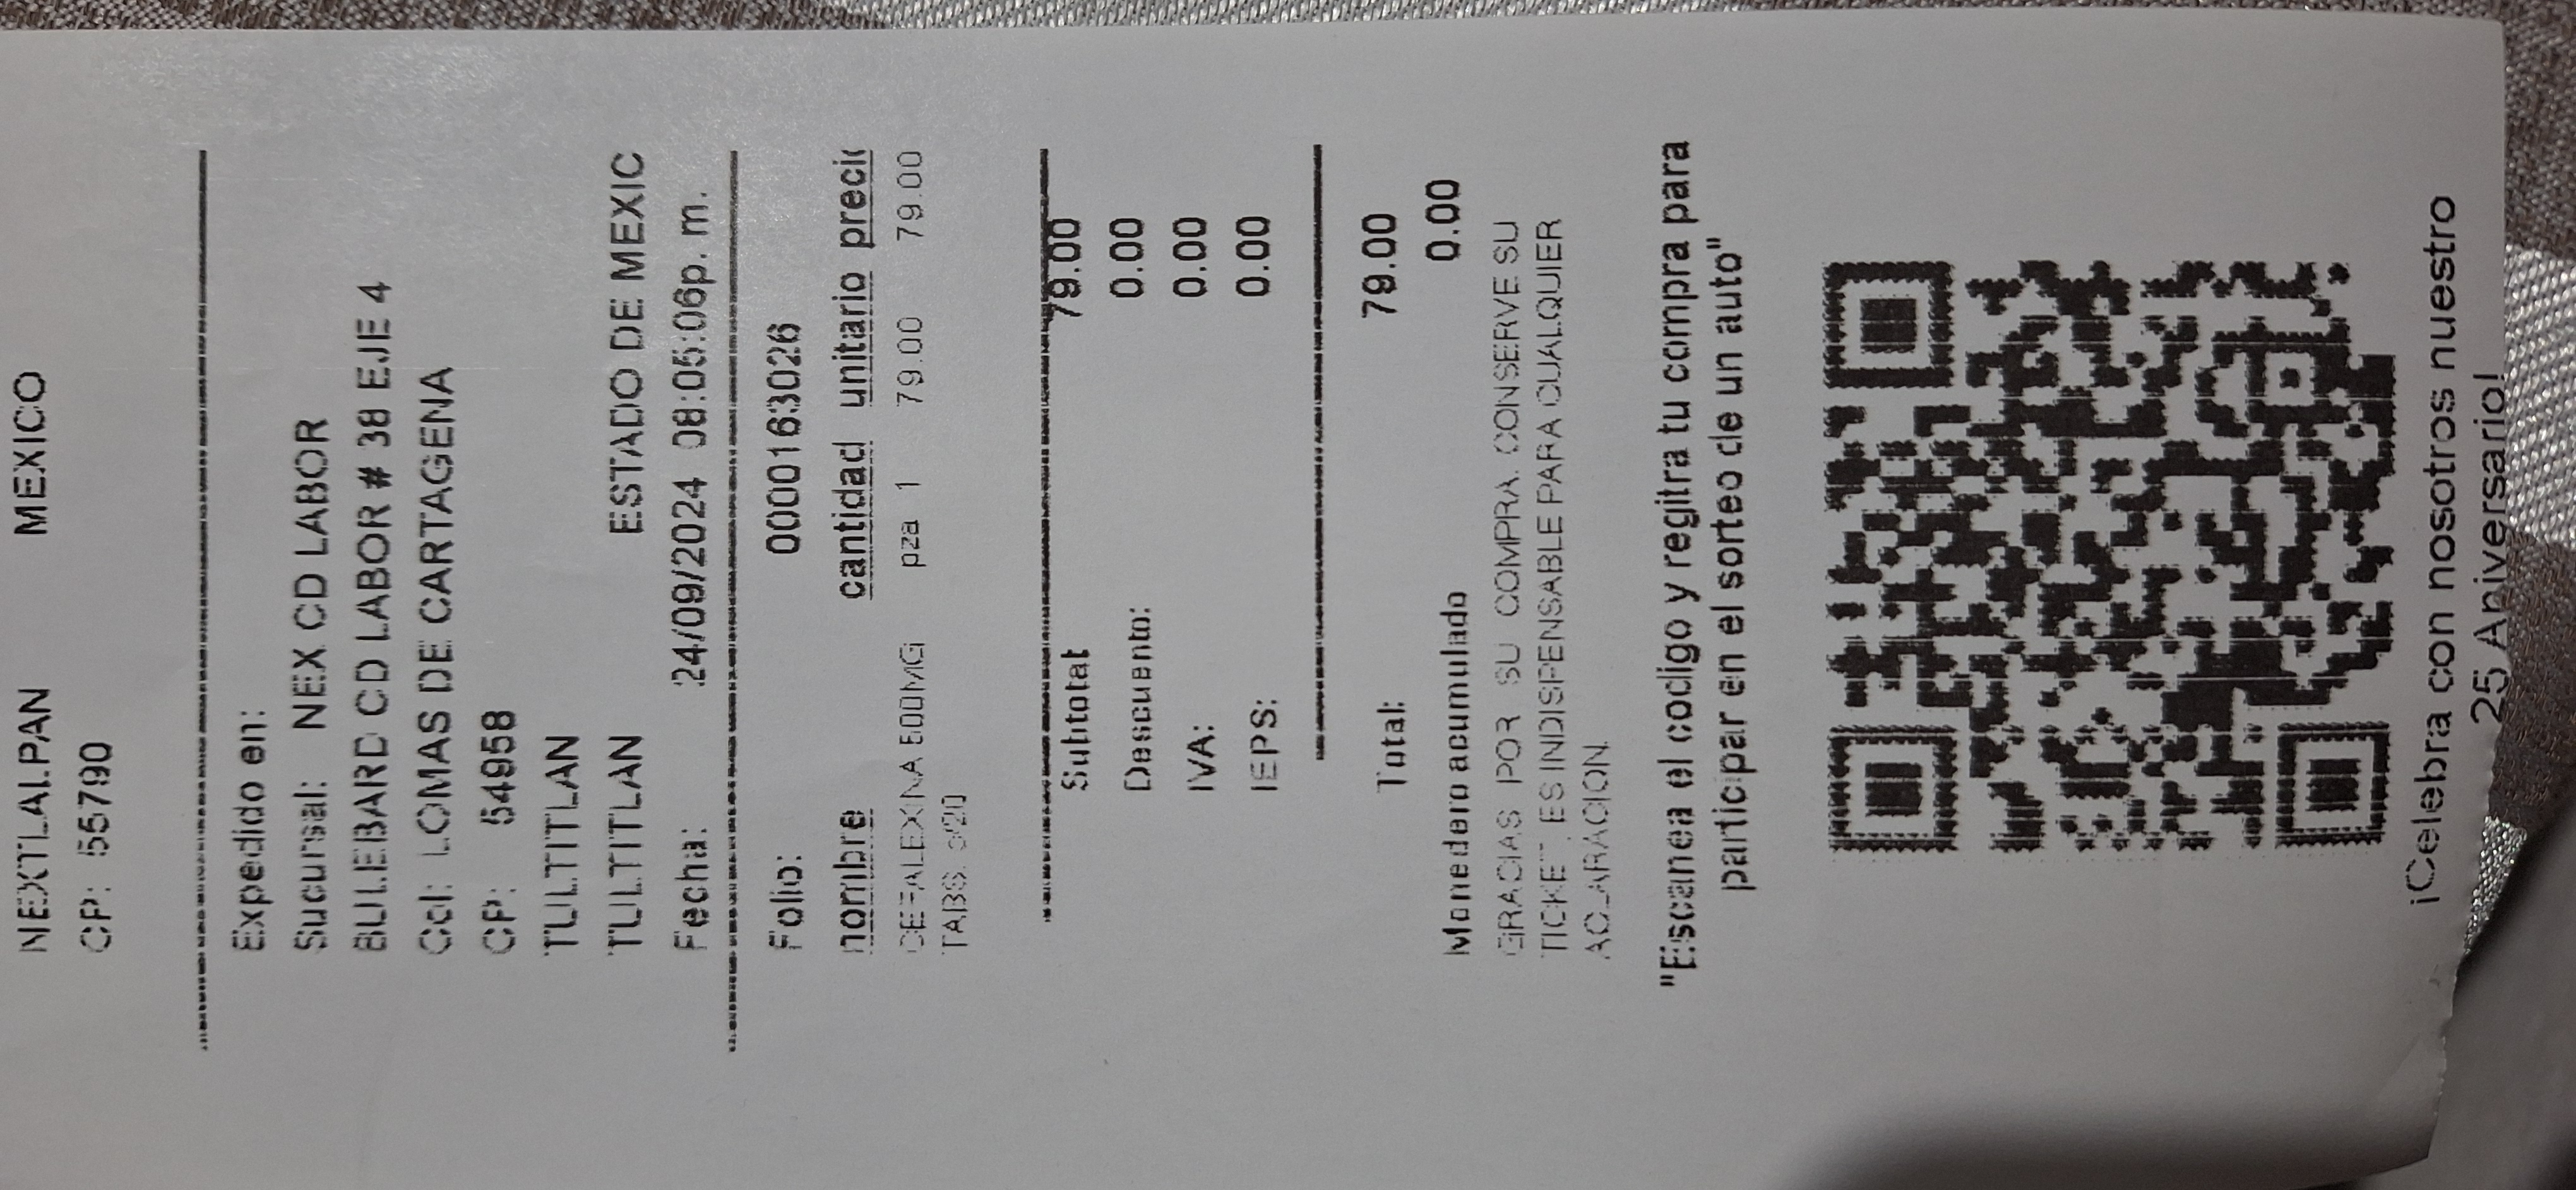 NEXTLALPAN MEXICO
CP: 55790
Expedido en:
Sucursal: NEX CD LABOR
BULEBARD CD LABOR # 38 EJE 4
Col: LOMAS DE CARTAGENA
CP: 54958
TULTITLAN
TULTITLAN ESTADO DE MEXIC
Fecha: 24/09/2024 08:05:06p. m.
Folio: 0000163026
nombre cantidad unitario precio
CEFALEXINA 500MG pza 1 79.00 79.00
TABS. c/20
Subtotat 79.00
Descuento: 0.00
IVA: 0.00
IEPS: 0.00
Total: 79.00
Monedero acumulado 0.00
GRACIAS POR SU COMPRA. CONSERVE SU
TICKET, ES INDISPENSABLE PARA CUALQUIER
ACLARACION.
"Escanea el codigo y regitra tu compra para
participar en el sorteo de un auto"
¡Celebra con nosotros nuestro
25 Aniversario!